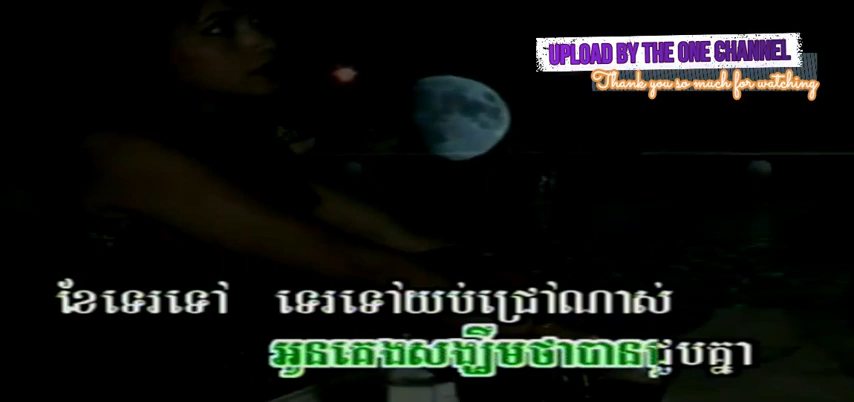 UPLOAD BY THE ONE CHANNEL
Thank you so much for watching
ខែទេរទៅ ទេរទៅយប់ជ្រៅណាស់
អូនគេងសង្ឃឹមថាបានជួបគ្នា